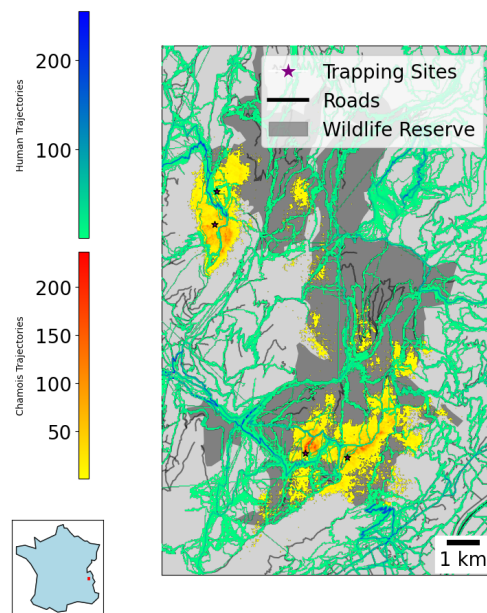 Human Trajectories
200
100
Chamois Trajectories
200
150
100
50
Trapping Sites
Roads
Wildlife Reserve
1 km